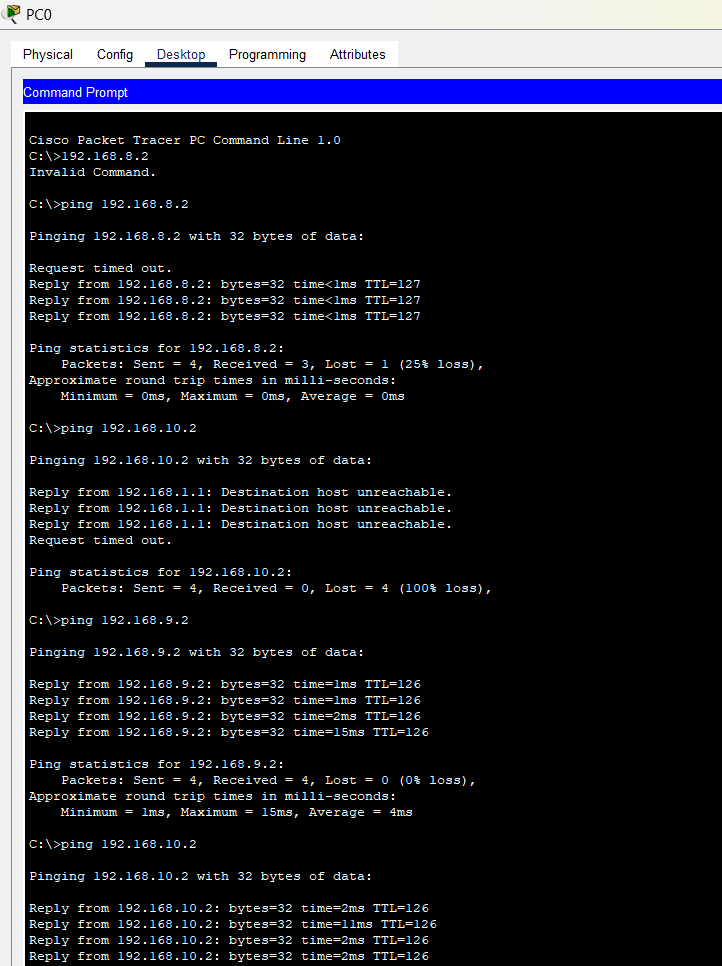 PC0
Physical Config Desktop Programming Attributes
Command Prompt
Cisco Packet Tracer PC Command Line 1.0
C:\>192.168.8.2
Invalid Command.
C:\>ping 192.168.8.2
Pinging 192.168.8.2 with 32 bytes of data:
Request timed out.
Reply from 192.168.8.2: bytes=32 time<1ms TTL=127
Reply from 192.168.8.2: bytes=32 time<1ms TTL=127
Reply from 192.168.8.2: bytes=32 time<1ms TTL=127
Ping statistics for 192.168.8.2:
Packets: Sent = 4, Received = 3, Lost = 1 (25% loss),
Approximate round trip times in milli-seconds:
Minimum = 0ms, Maximum = 0ms, Average = 0ms
C:\>ping 192.168.10.2
Pinging 192.168.10.2 with 32 bytes of data:
Reply from 192.168.1.1: Destination host unreachable.
Reply from 192.168.1.1: Destination host unreachable.
Reply from 192.168.1.1: Destination host unreachable.
Request timed out.
Ping statistics for 192.168.10.2:
Packets: Sent = 4, Received = 0, Lost = 4 (100% loss),
C:\>ping 192.168.9.2
Pinging 192.168.9.2 with 32 bytes of data:
Reply from 192.168.9.2: bytes=32 time=1ms TTL=126
Reply from 192.168.9.2: bytes=32 time=1ms TTL=126
Reply from 192.168.9.2: bytes=32 time=2ms TTL=126
Reply from 192.168.9.2: bytes=32 time=15ms TTL=126
Ping statistics for 192.168.9.2:
Packets: Sent = 4, Received = 4, Lost = 0 (0% loss),
Approximate round trip times in milli-seconds:
Minimum = 1ms, Maximum = 15ms, Average = 4ms
C:\>ping 192.168.10.2
Pinging 192.168.10.2 with 32 bytes of data:
Reply from 192.168.10.2: bytes=32 time=2ms TTL=126
Reply from 192.168.10.2: bytes=32 time=11ms TTL=126
Reply from 192.168.10.2: bytes=32 time=2ms TTL=126
Reply from 192.168.10.2: bytes=32 time=2ms TTL=126